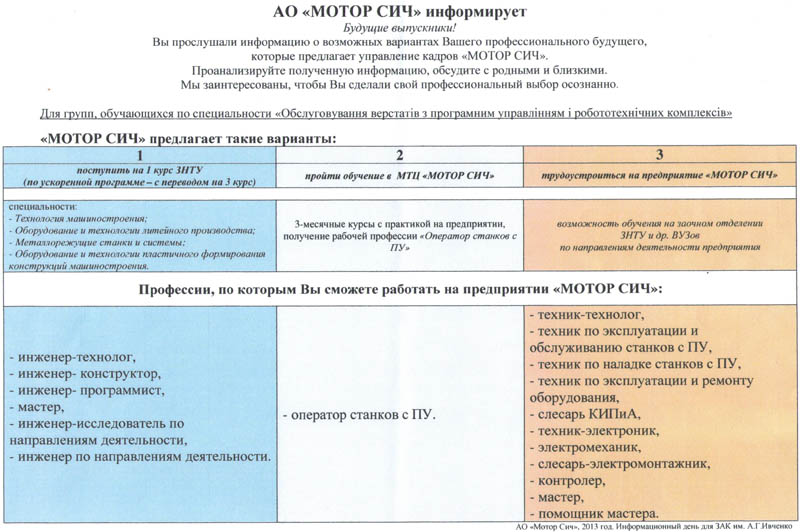 АО «МОТОР СИЧ» информирует
Будущие выпускники!
Вы прослушали информацию о возможных вариантах Вашего профессионального будущего,
которые предлагает управление кадров «МОТОР СИЧ».
Проанализируйте полученную информацию, обсудите с родными и близкими.
Мы заинтересованы, чтобы Вы сделали свой профессиональный выбор осознанно.
Для групп, обучающихся по специальности «Обслуговування верстатів з програмним управлінням і робототехнічних комплексів»
«МОТОР СИЧ» предлагает такие варианты:
1
поступить на 1 курс ЗНТУ
(по ускоренной программе – с переводом на 3 курс)
2
пройти обучение в МТЦ «МОТОР СИЧ»
3
трудоустроиться на предприятие «МОТОР СИЧ»
специальности:
- Технология машиностроения;
- Оборудование и технологии литейного производства;
- Металлорежущие станки и системы;
- Оборудование и технологии пластичного формирования
конструкций машиностроения.
3-месячные курсы с практикой на предприятии,
получение рабочей профессии «Оператор станков с
ПУ»
возможность обучения на заочном отделении
ЗНТУ и др. ВУЗов
по направлениям деятельности предприятия
Профессии, по которым Вы сможете работать на предприятии «МОТОР СИЧ»:
- инженер-технолог,
- инженер- конструктор,
- инженер- программист,
- мастер,
- инженер-исследователь по
направлениям деятельности,
- инженер по направлениям деятельности.
- оператор станков с ПУ.
- техник-технолог,
- техник по эксплуатации и
обслуживанию станков с ПУ,
- техник по наладке станков с ПУ,
- техник по эксплуатации и ремонту
оборудования,
- слесарь КИПиА,
- техник-электроник,
- электромеханик,
- слесарь-электромонтажник,
- контролер,
- мастер,
- помощник мастера.
АО «Мотор Сич», 2013 год. Информационный день для ЗАК им. А.Г.Ивченко